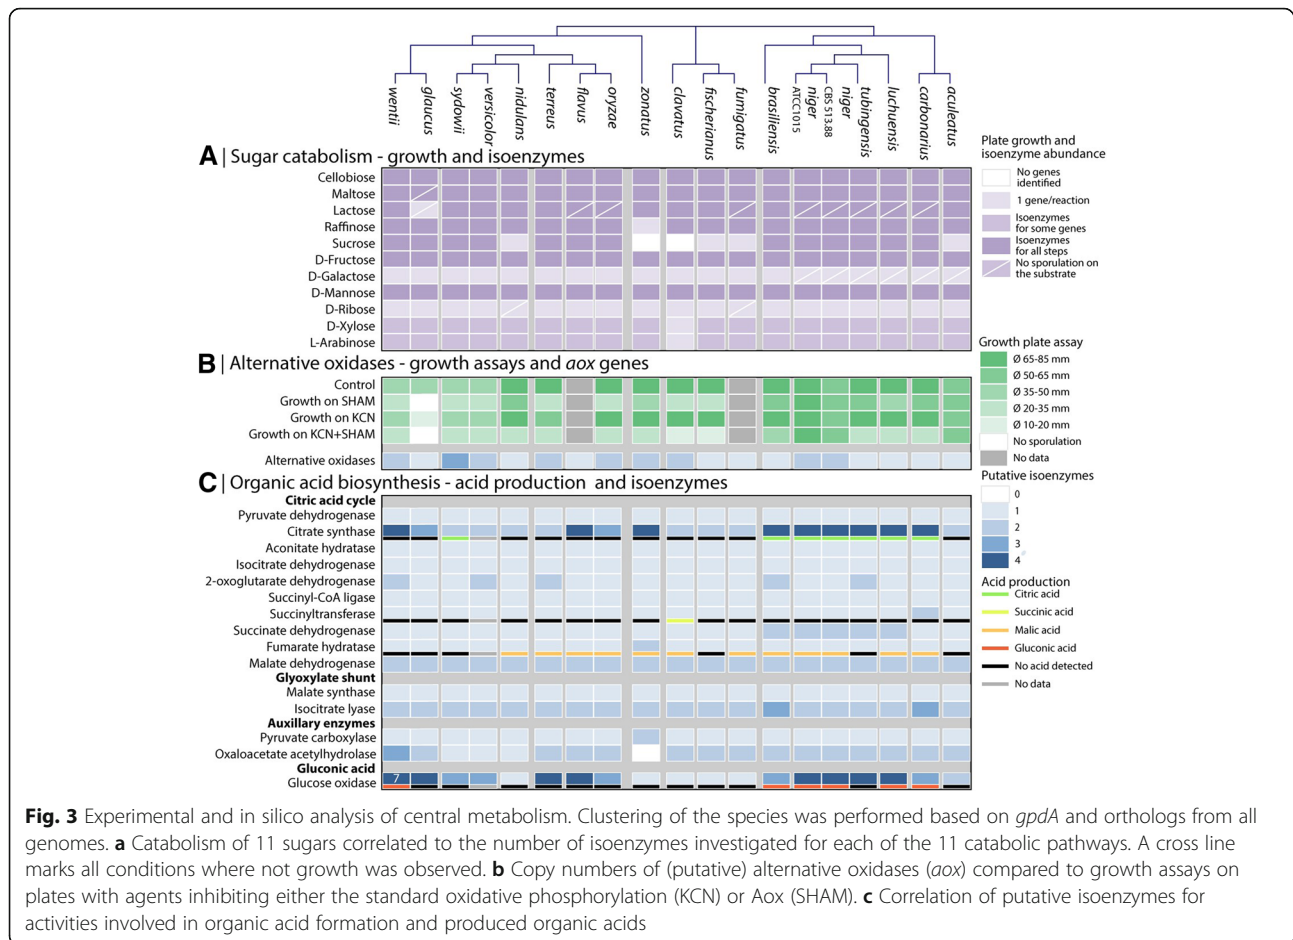 wentii
glaucus
sydowii
versicolor
nidulans
terreus
flavus
oryzae
zonatus
clavatus
fischerianus
fumigatus
brasiliensis
niger
ATCC1015
niger
CBS 513.88
tubingensis
luchuensis
carbonarius
aculeatus
A | Sugar catabolism - growth and isoenzymes
Cellobiose
Maltose
Lactose
Raffinose
Sucrose
D-Fructose
D-Galactose
D-Mannose
D-Ribose
D-Xylose
L-Arabinose
Plate growth and
isoenzyme abundance
No genes
identified
1 gene/reaction
Isoenzymes
for some genes
Isoenzymes
for all steps
No sporulation on
the substrate
B | Alternative oxidases - growth assays and aox genes
Control
Growth on SHAM
Growth on KCN
Growth on KCN+SHAM
Alternative oxidases
Growth plate assay
Ø 65-85 mm
Ø 50-65 mm
Ø 35-50 mm
Ø 20-35 mm
Ø 10-20 mm
No sporulation
No data
C | Organic acid biosynthesis - acid production and isoenzymes
Citric acid cycle
Pyruvate dehydrogenase
Citrate synthase
Aconitate hydratase
Isocitrate dehydrogenase
2-oxoglutarate dehydrogenase
Succinyl-CoA ligase
Succinyltransferase
Succinate dehydrogenase
Fumarate hydratase
Malate dehydrogenase
Glyoxylate shunt
Malate synthase
Isocitrate lyase
Auxillary enzymes
Pyruvate carboxylase
Oxaloacetate acetylhydrolase
Gluconic acid
Glucose oxidase
7
Putative isoenzymes
0
1
2
3
4
Acid production
Citric acid
Succinic acid
Malic acid
Gluconic acid
No acid detected
No data
Fig. 3 Experimental and in silico analysis of central metabolism. Clustering of the species was performed based on gpdA and orthologs from all
genomes. a Catabolism of 11 sugars correlated to the number of isoenzymes investigated for each of the 11 catabolic pathways. A cross line
marks all conditions where not growth was observed. b Copy numbers of (putative) alternative oxidases (aox) compared to growth assays on
plates with agents inhibiting either the standard oxidative phosphorylation (KCN) or Aox (SHAM). c Correlation of putative isoenzymes for
activities involved in organic acid formation and produced organic acids